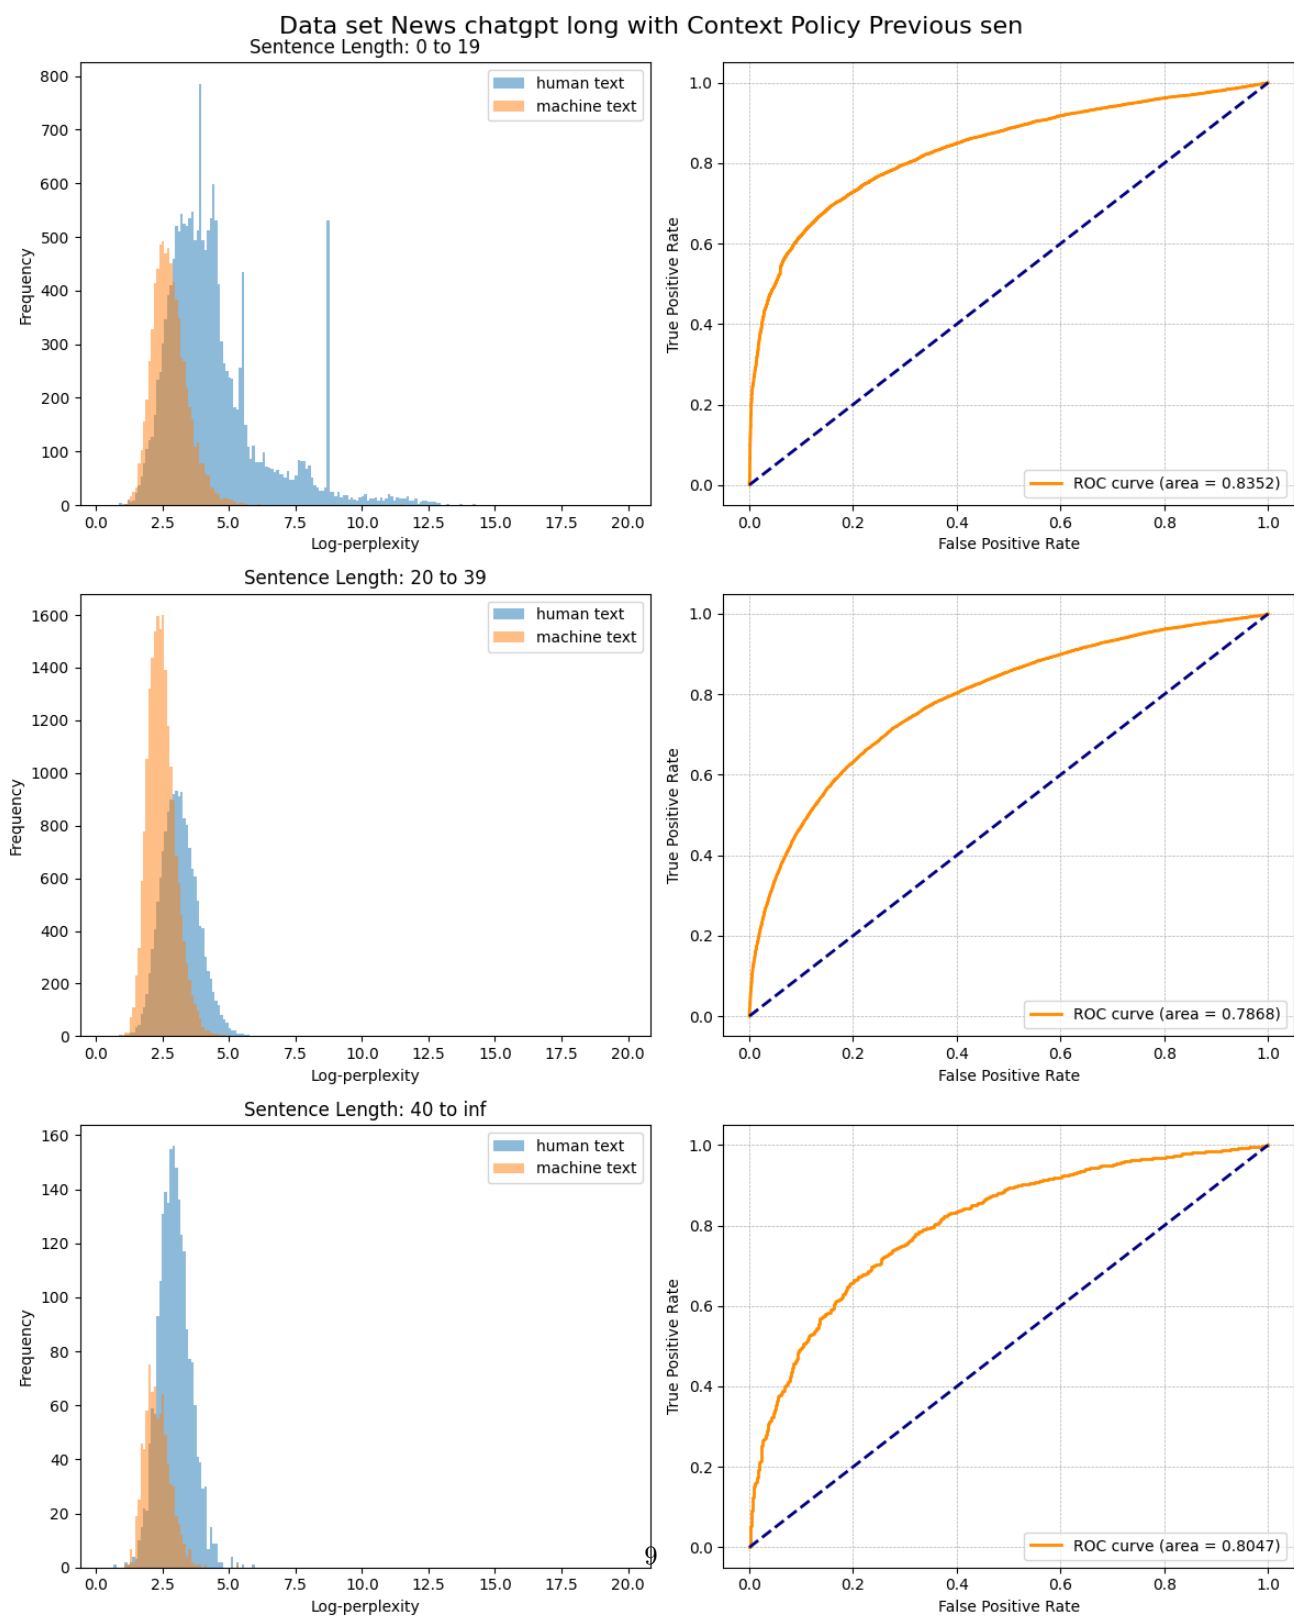 Data set News chatgpt long with Context Policy Previous sen
Sentence Length: 0 to 19
800
700
600
500
400
300
200
100
0
Frequency
human text
machine text
0.0 2.5 5.0 7.5 10.0 12.5 15.0 17.5 20.0
Log-perplexity
1.0
0.8
0.6
0.4
0.2
0.0
True Positive Rate
ROC curve (area = 0.8352)
0.0 0.2 0.4 0.6 0.8 1.0
False Positive Rate
Sentence Length: 20 to 39
1600
1400
1200
1000
800
600
400
200
0
Frequency
human text
machine text
0.0 2.5 5.0 7.5 10.0 12.5 15.0 17.5 20.0
Log-perplexity
1.0
0.8
0.6
0.4
0.2
0.0
True Positive Rate
ROC curve (area = 0.7868)
0.0 0.2 0.4 0.6 0.8 1.0
False Positive Rate
Sentence Length: 40 to inf
160
140
120
100
80
60
40
20
0
Frequency
human text
machine text
0.0 2.5 5.0 7.5 10.0 12.5 15.0 17.5 20.0
Log-perplexity
9
1.0
0.8
0.6
0.4
0.2
0.0
True Positive Rate
ROC curve (area = 0.8047)
0.0 0.2 0.4 0.6 0.8 1.0
False Positive Rate